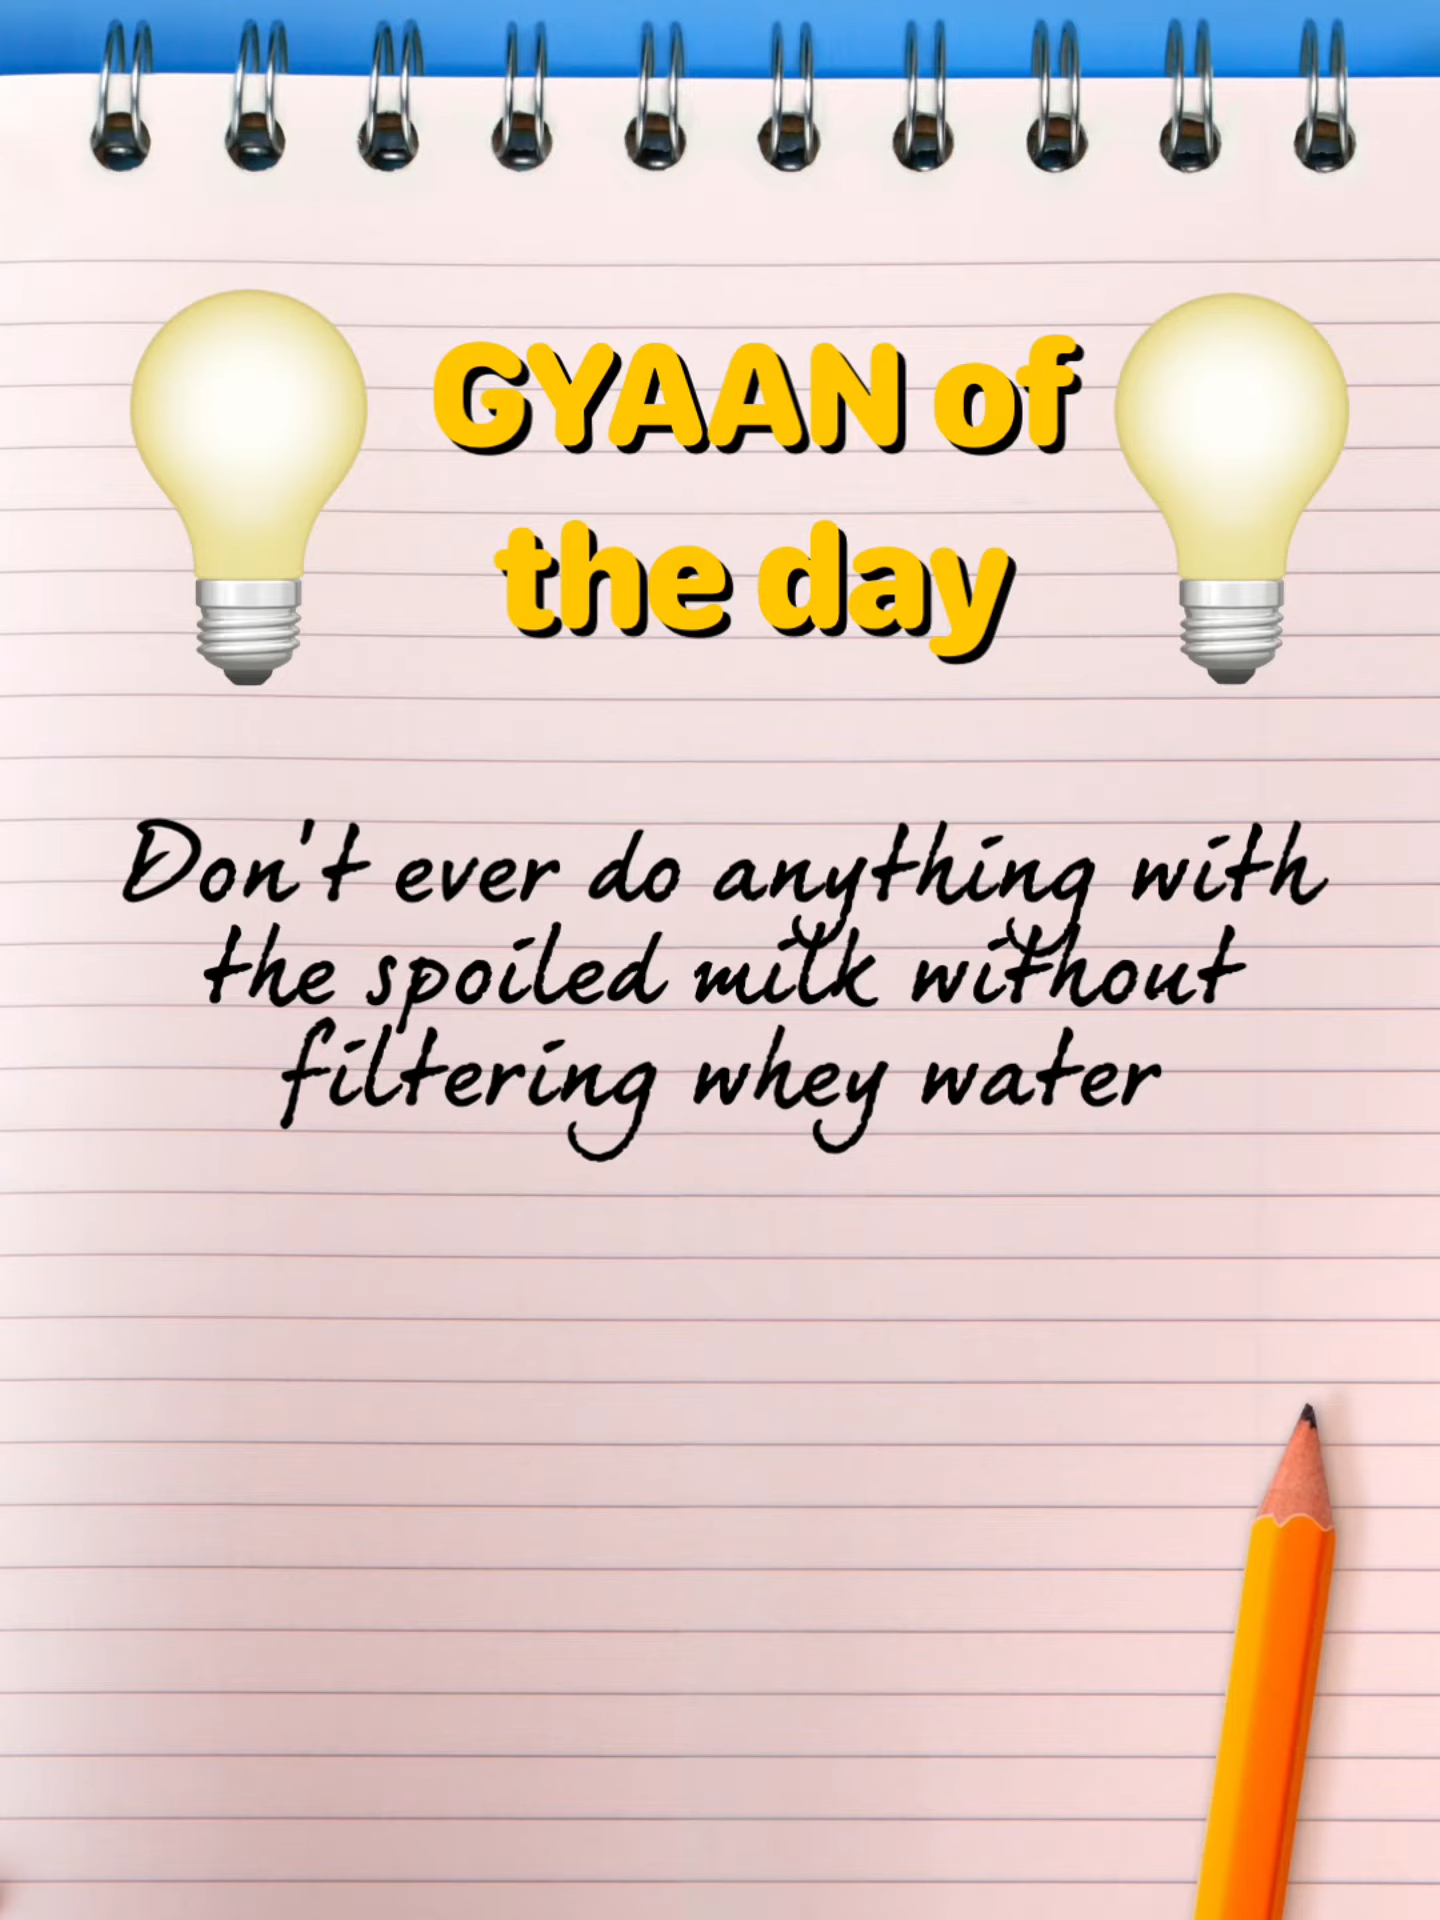 GYAAN of
the day
Don't ever do anything with
the spoiled milk without
filtering whey water